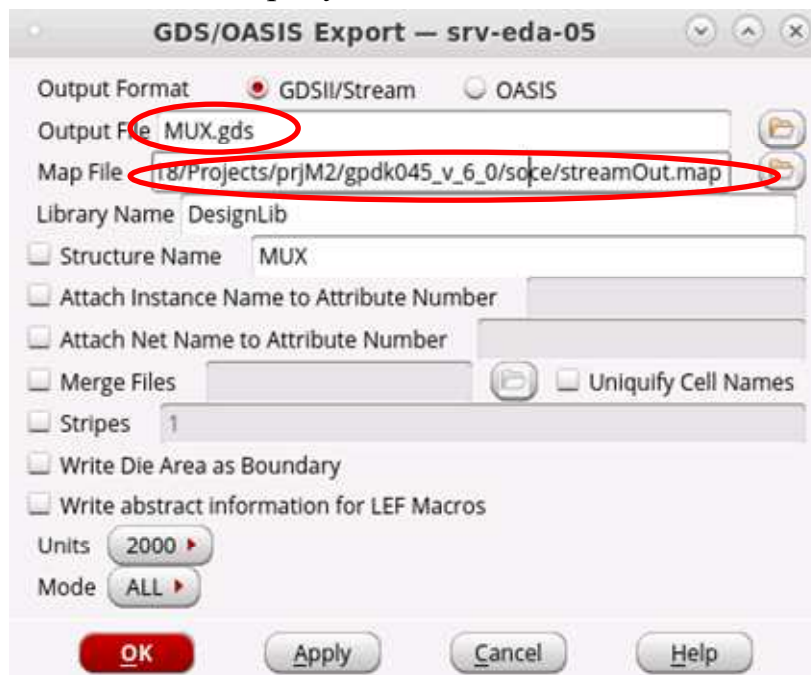 GDS/OASIS Export — srv-eda-05
Output Format GDSII/Stream OASIS
Output File MUX.gds
Map File 18/Projects/prjM2/gpdk045_v_6_0/soce/streamOut.map
Library Name DesignLib
Structure Name MUX
Attach Instance Name to Attribute Number
Attach Net Name to Attribute Number
Merge Files Uniquify Cell Names
Stripes 1
Write Die Area as Boundary
Write abstract information for LEF Macros
Units 2000
Mode ALL
OK Apply Cancel Help